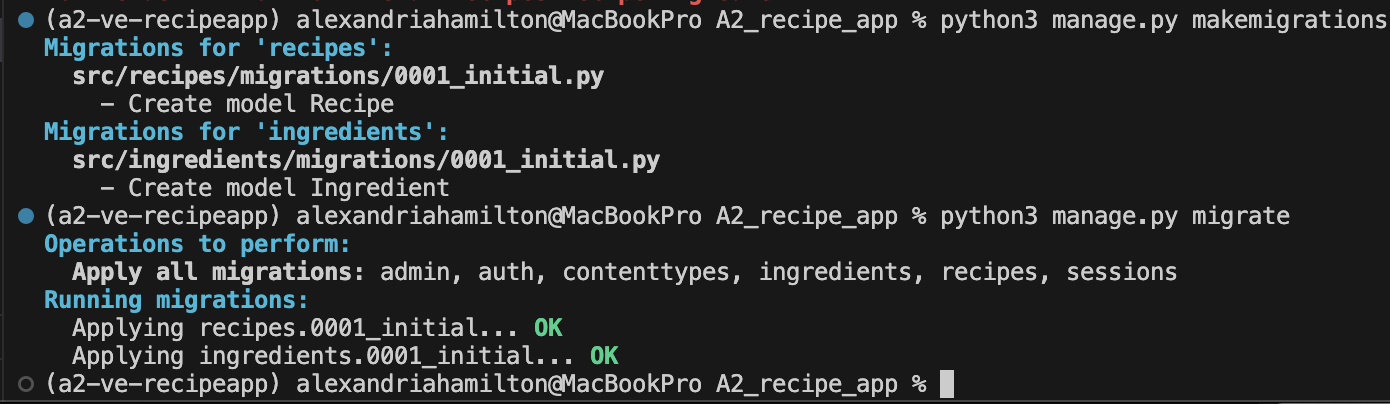 (a2-ve-recipeapp) alexandriahamilton@MacBookPro A2_recipe_app % python3 manage.py makemigrations
Migrations for 'recipes':
src/recipes/migrations/0001_initial.py
- Create model Recipe
Migrations for 'ingredients':
src/ingredients/migrations/0001_initial.py
- Create model Ingredient
(a2-ve-recipeapp) alexandriahamilton@MacBookPro A2_recipe_app % python3 manage.py migrate
Operations to perform:
Apply all migrations: admin, auth, contenttypes, ingredients, recipes, sessions
Running migrations:
Applying recipes.0001_initial... OK
Applying ingredients.0001_initial... OK
(a2-ve-recipeapp) alexandriahamilton@MacBookPro A2_recipe_app %